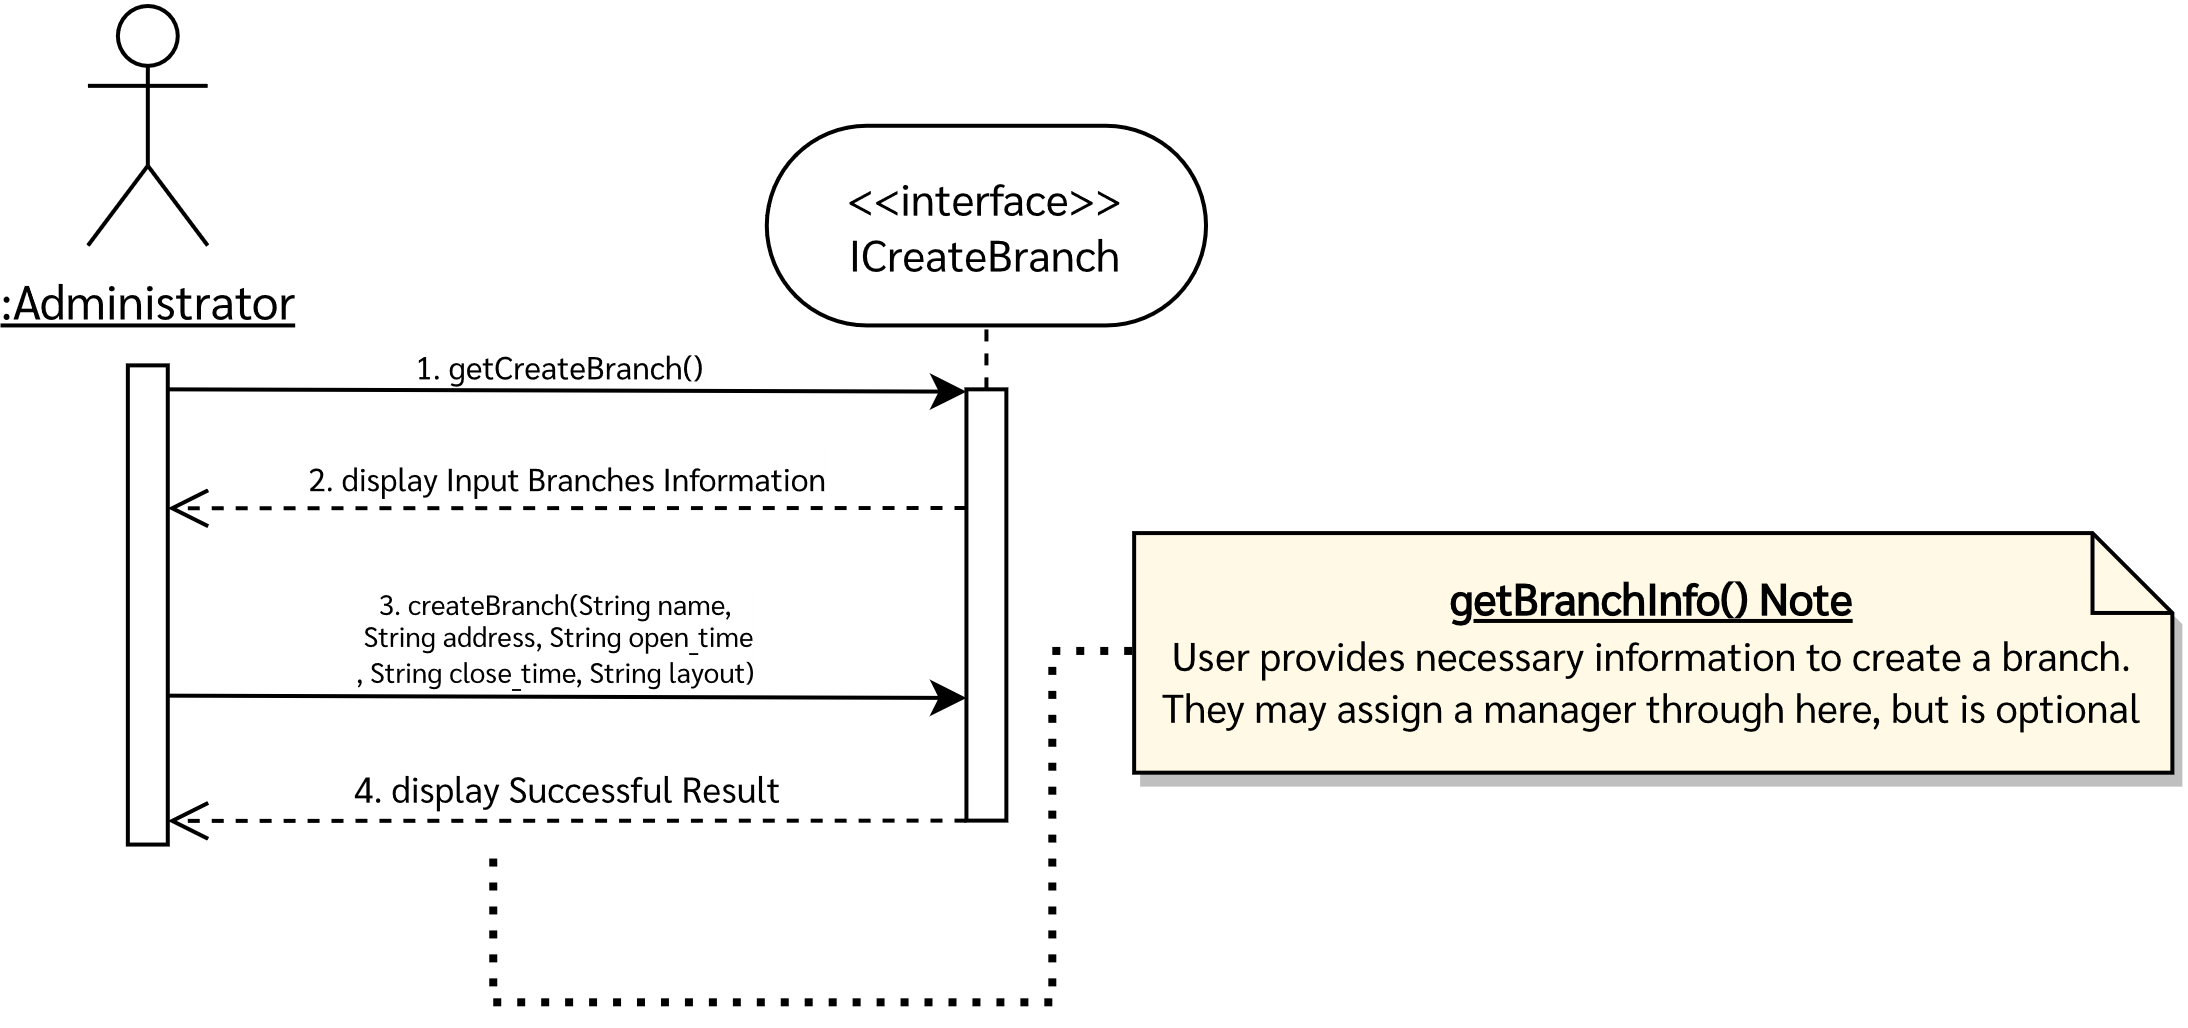 <<interface>>
ICreateBranch
:Administrator
1. getCreateBranch()
2. display Input Branches Information
3. createBranch(String name,
String address, String open_time
, String close_time, String layout)
4. display Successful Result
getBranchInfo() Note
User provides necessary information to create a branch.
They may assign a manager through here, but is optional